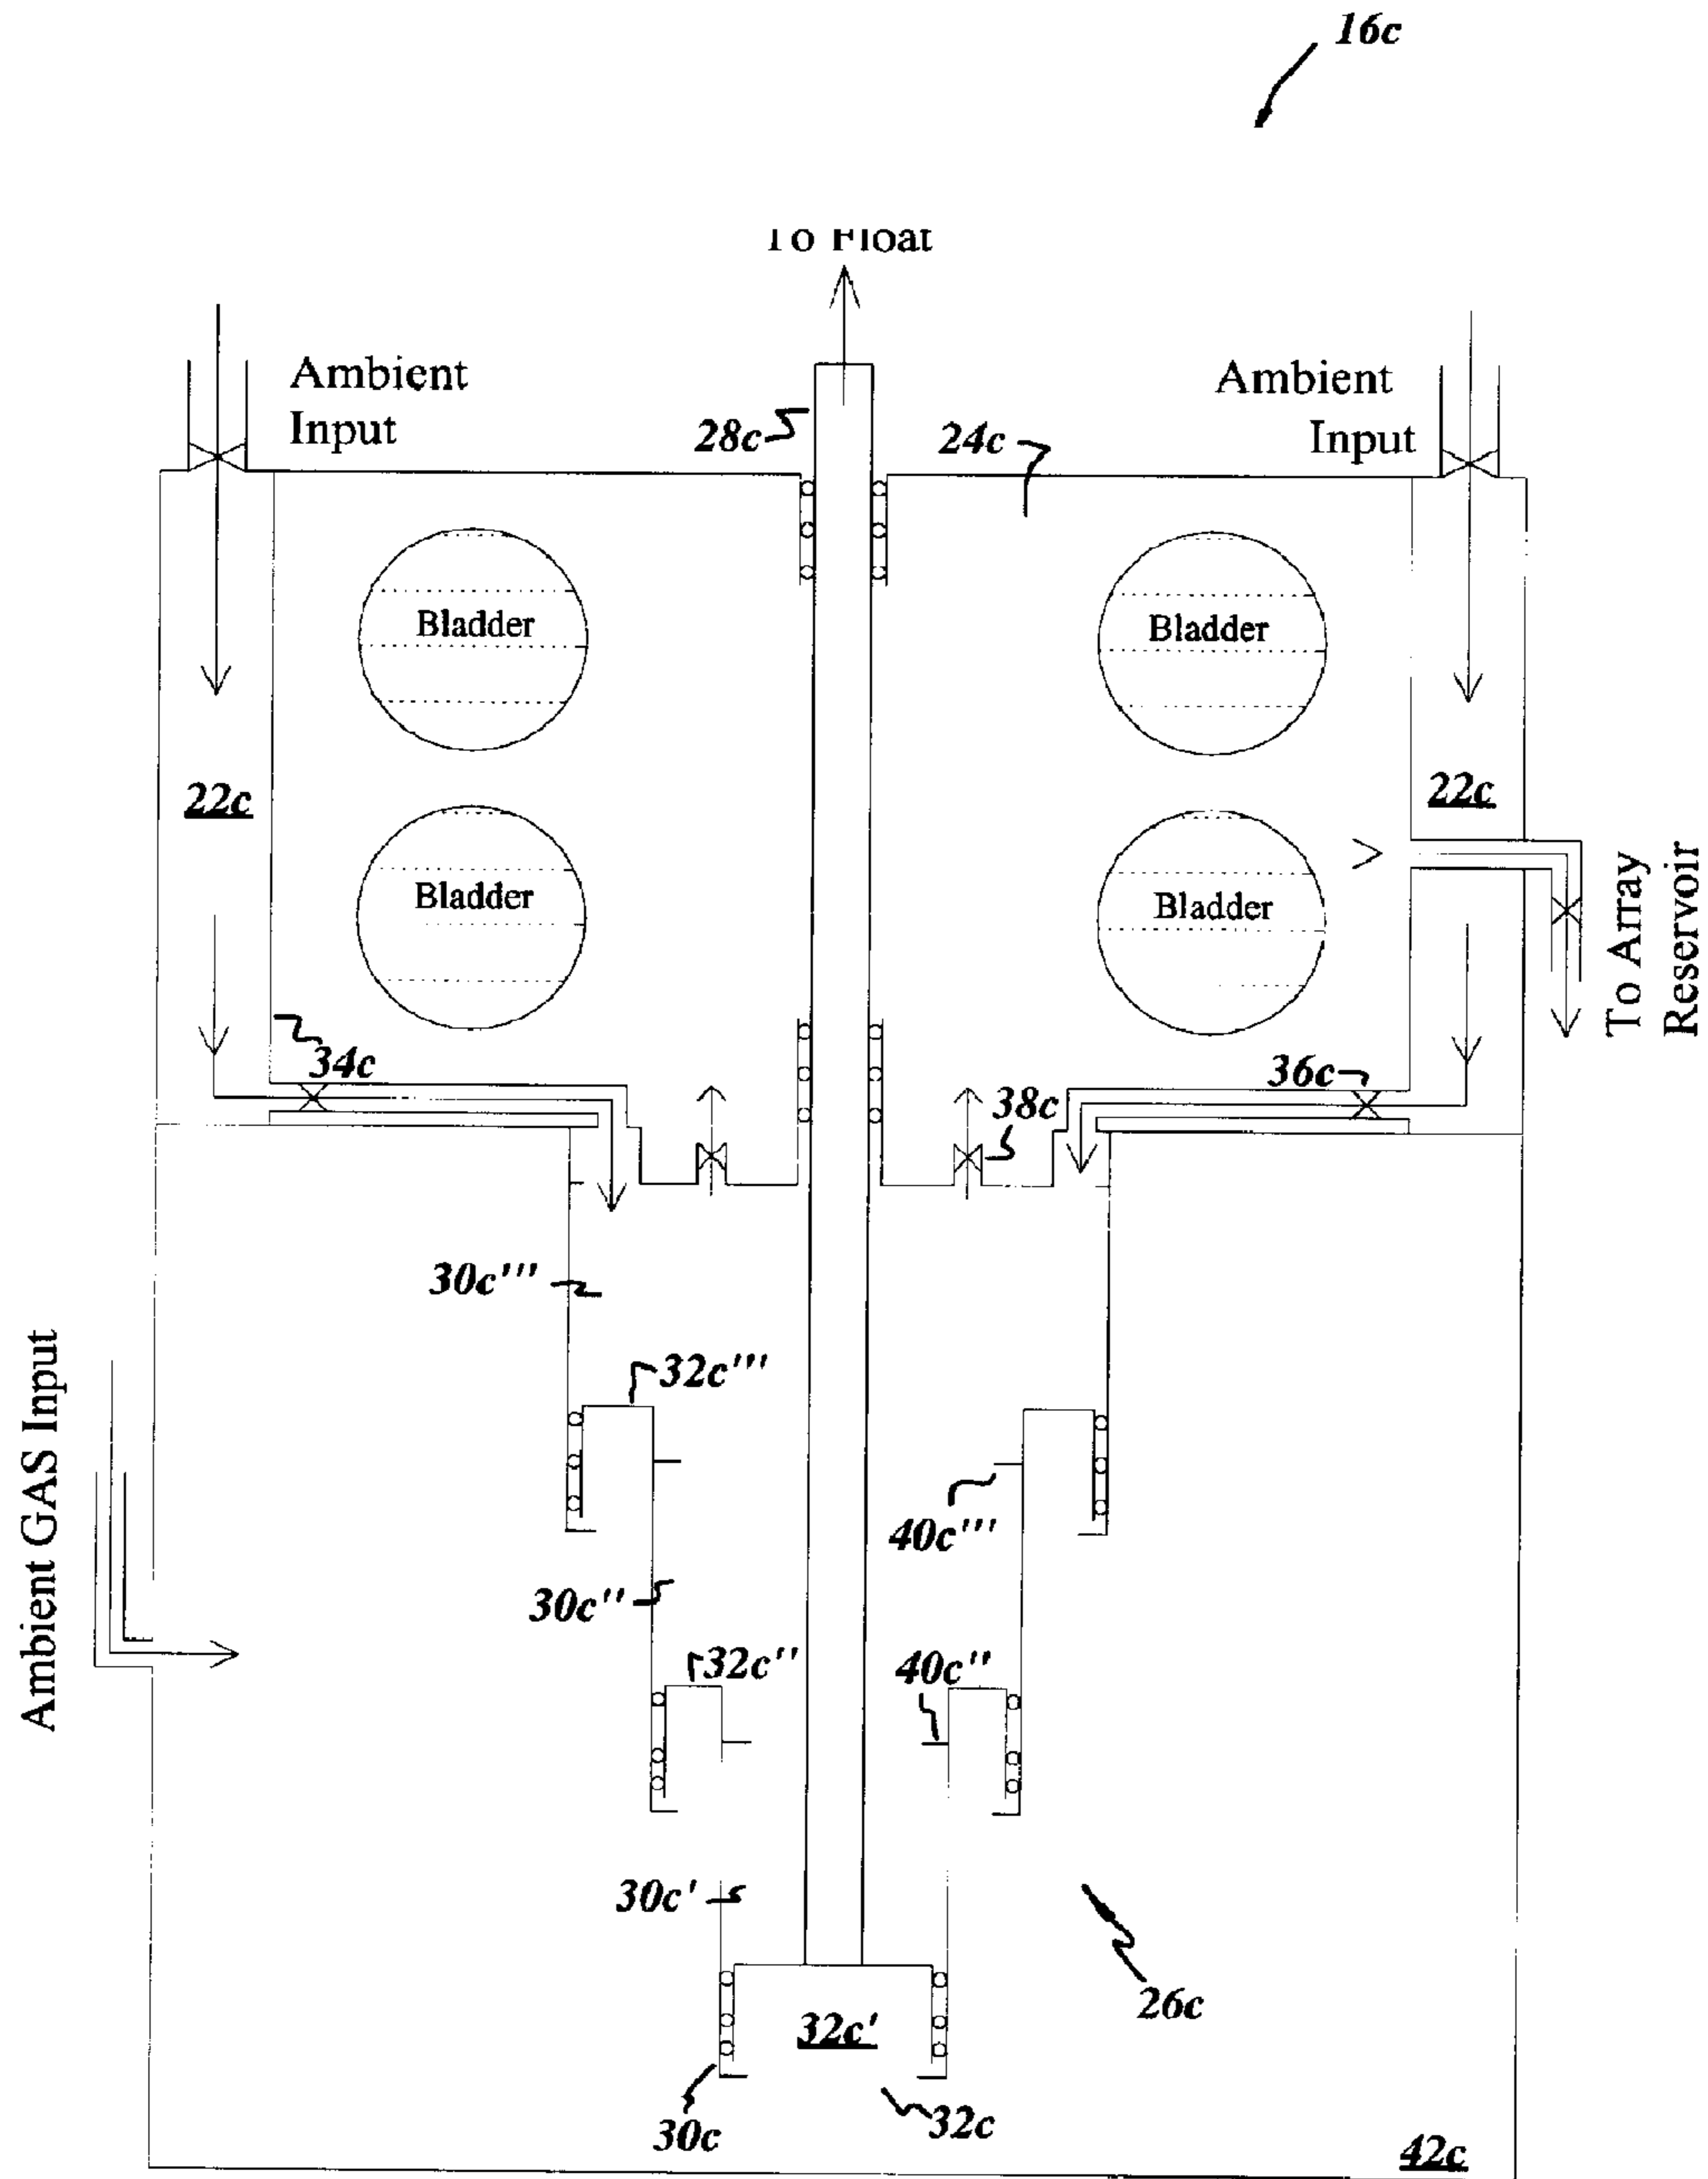 16c
To Float
Ambient
Input
Ambient
Input
28c
24c
Bladder
Bladder
22c
22c
Bladder
Bladder
To Array
Reservoir
34c
36c
38c
30c'''
32c'''
Ambient GAS Input
40c'''
30c''
32c''
40c''
30c'
26c
32c'
30c
32c
42c